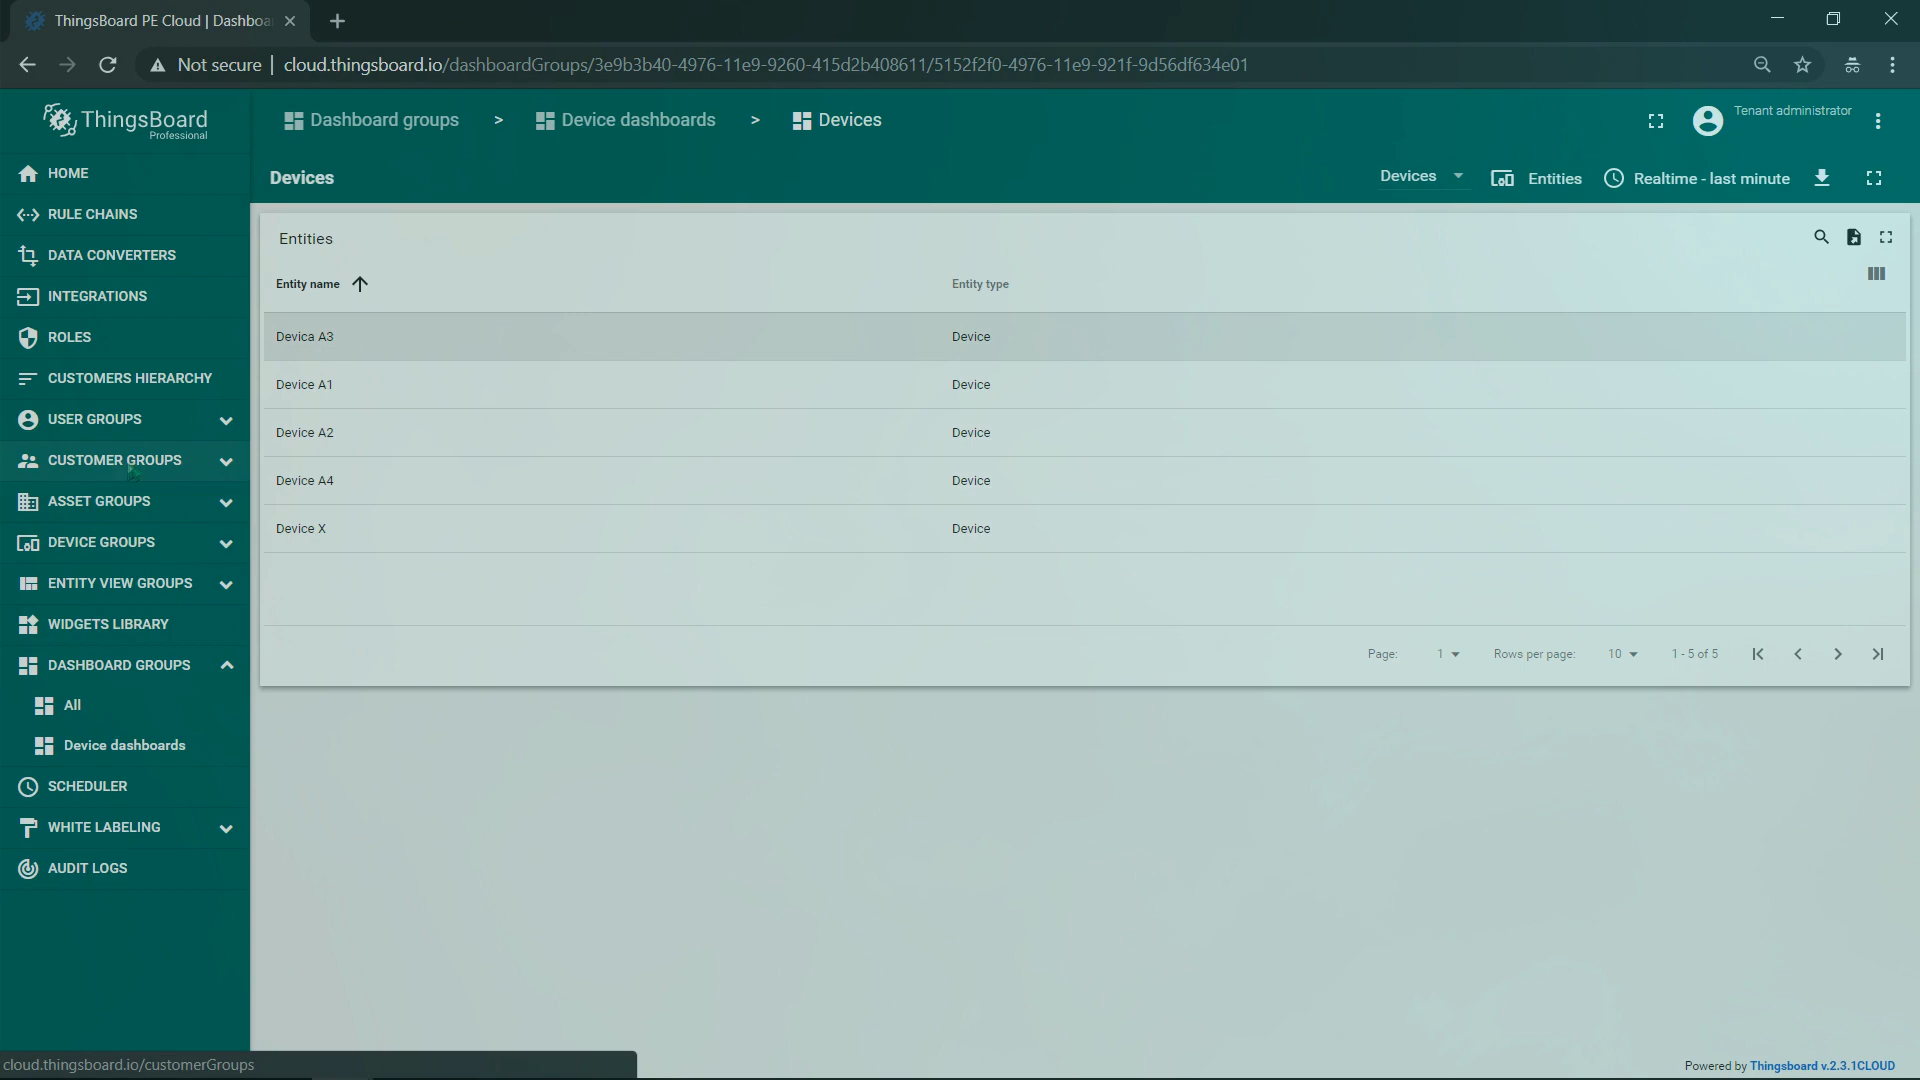 ThingsBoard PE Cloud | Dashboa
Not secure | cloud.thingsboard.io/dashboardGroups/3e9b3b40-4976-11e9-9260-415d2b408611/5152f2f0-4976-11e9-921f-9d56df634e01
ThingsBoard
Professional
Dashboard groups > Device dashboards > Devices
Tenant administrator
Devices
Devices
Entities
Realtime - last minute
HOME
RULE CHAINS
DATA CONVERTERS
INTEGRATIONS
ROLES
CUSTOMERS HIERARCHY
USER GROUPS
CUSTOMER GROUPS
ASSET GROUPS
DEVICE GROUPS
ENTITY VIEW GROUPS
WIDGETS LIBRARY
DASHBOARD GROUPS
All
Device dashboards
SCHEDULER
WHITE LABELING
AUDIT LOGS
Entities
Entity name Entity type
Devica A3 Device
Device A1 Device
Device A2 Device
Device A4 Device
Device X Device
Page: 1 Rows per page: 10 1 - 5 of 5
cloud.thingsboard.io/customerGroups
Powered by Thingsboard v.2.3.1CLOUD